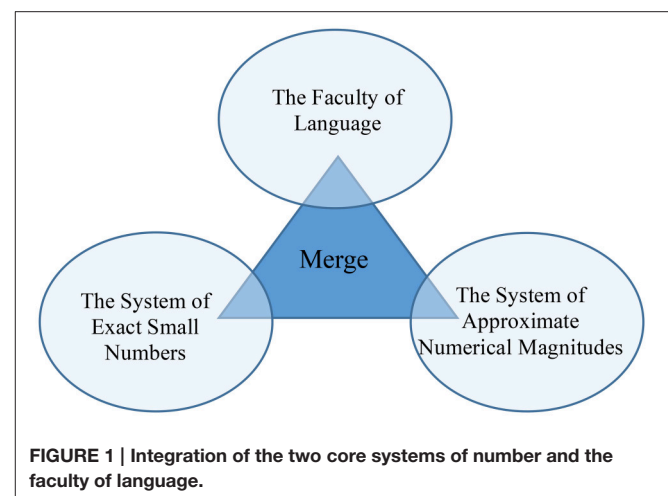 The Faculty of
Language
Merge
The System of
Exact Small
Numbers
The System of
Approximate
Numerical Magnitudes
FIGURE 1 | Integration of the two core systems of number and the
faculty of language.